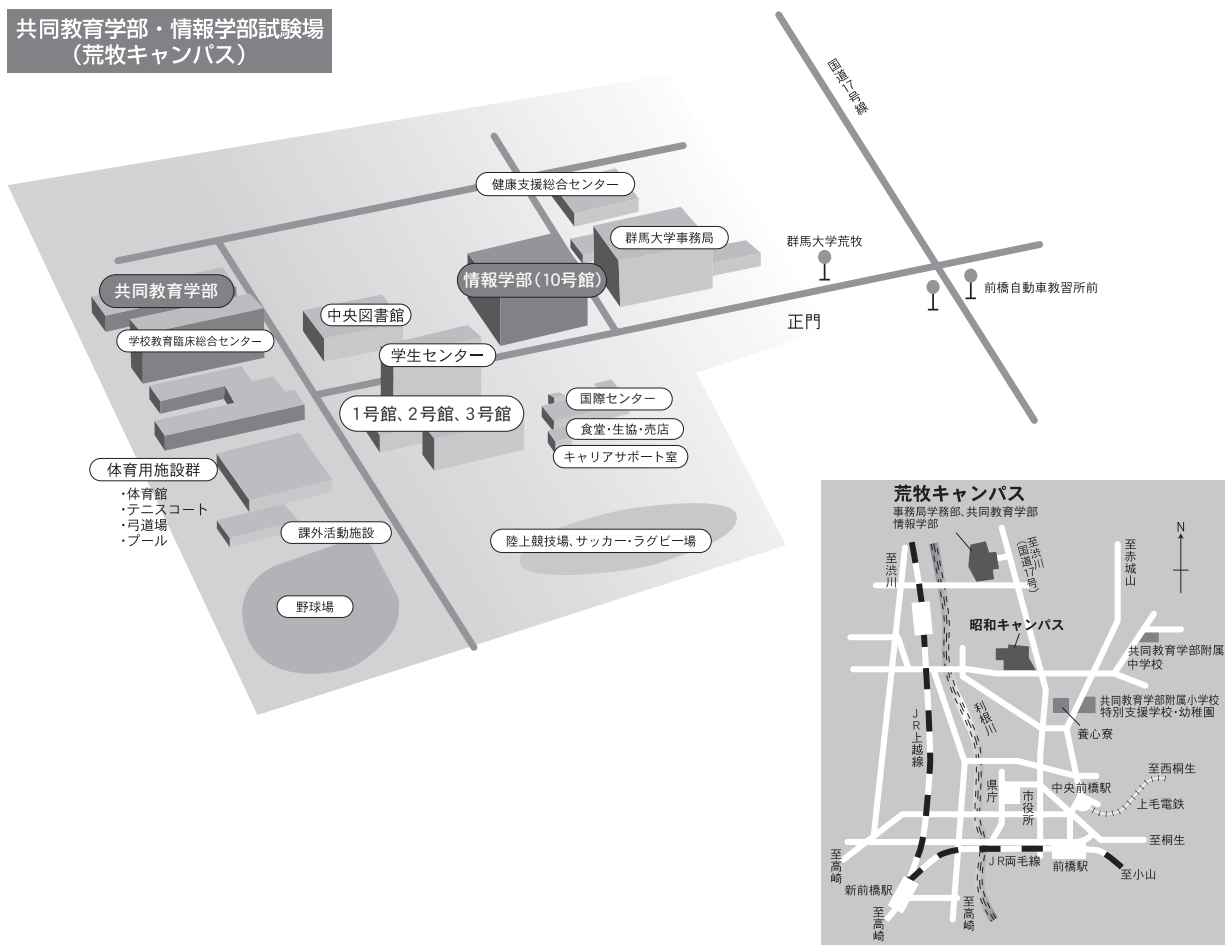 共同教育学部・情報学部試験場
（荒牧キャンパス）
国道17号線
健康支援総合センター
群馬大学事務局
群馬大学荒牧
前橋自動車教習所前
正門
情報学部（10号館）
共同教育学部
学校教育臨床総合センター
中央図書館
学生センター
1号館、2号館、3号館
国際センター
食堂・生協・売店
キャリアサポート室
体育用施設群
・体育館
・テニスコート
・弓道場
・プール
課外活動施設
陸上競技場、サッカー・ラグビー場
野球場
荒牧キャンパス
事務局学務部、共同教育学部
情報学部
至渋川
至渋川
（国道17号）
至赤城山
N
昭和キャンパス
共同教育学部附属
中学校
共同教育学部附属小学校
特別支援学校・幼稚園
養心寮
利根川
JR上越線
県庁
市役所
中央前橋駅
至西桐生
上毛電鉄
至桐生
JR両毛線
前橋駅
至小山
至高崎
新前橋駅
至高崎
至高崎